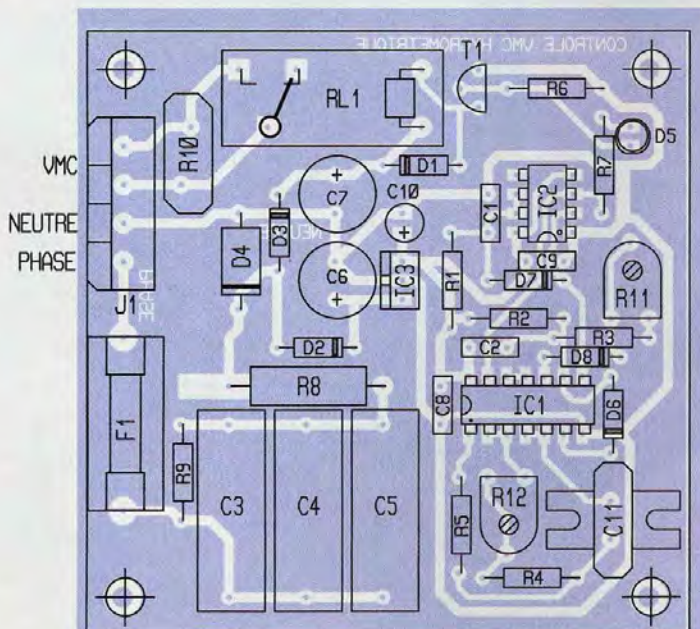 CONTROLE VMC HYGROMETRIQUE
T1
RL1
R6
D5
R10
R7
VMC
D1
C7
C10
IC2
C1
NEUTRE
D3
NEU
D4
PHASE
C6
IC3
R1
C9
D7
R11
J1
PHASE
R2
R3
D2
C2
D8
R8
F1
C8
IC1
D6
R9
C3
C4
C5
R12
R5
C11
R4